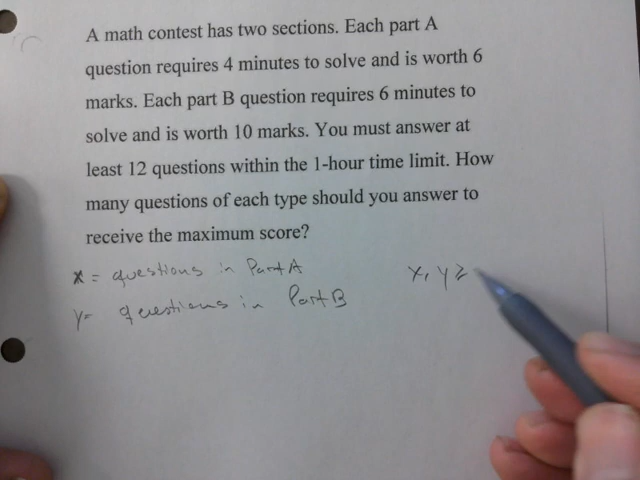 A math contest has two sections. Each part A
question requires 4 minutes to solve and is worth 6
marks. Each part B question requires 6 minutes to
solve and is worth 10 marks. You must answer at
least 12 questions within the 1-hour time limit. How
many questions of each type should you answer to
receive the maximum score?
x = questions in Part A
y = questions in Part B
x, y ≥